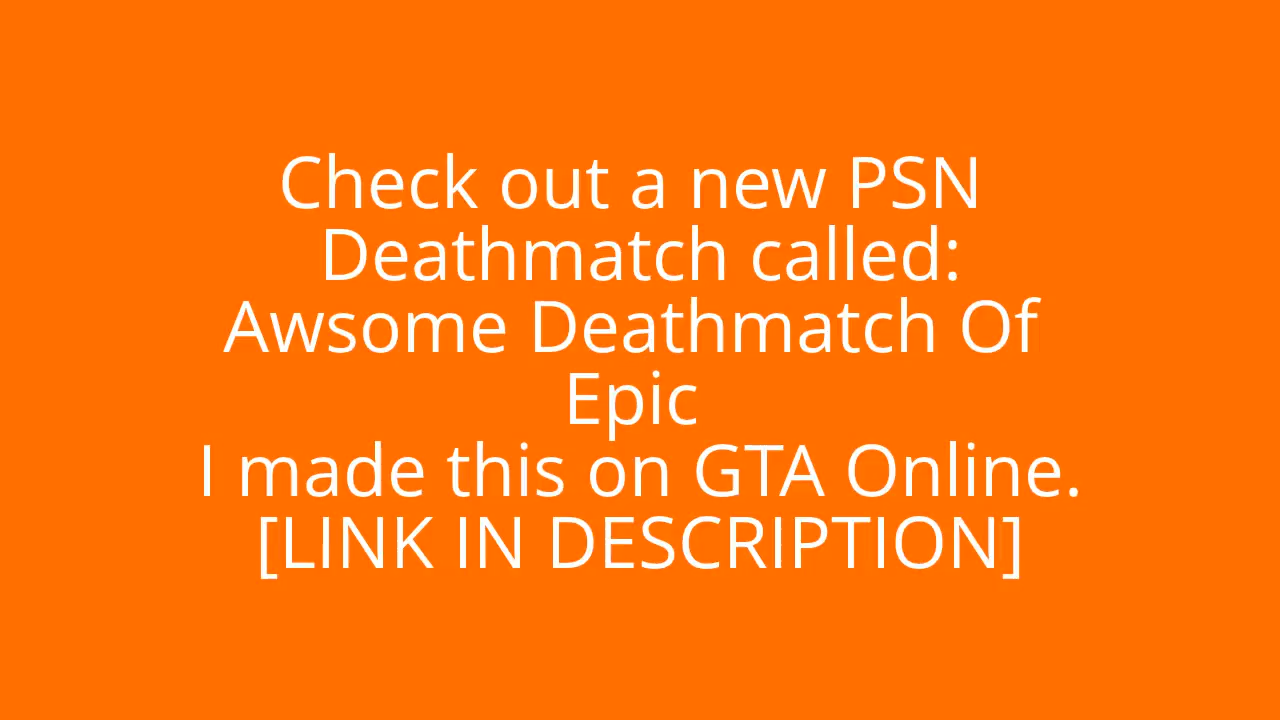 Check out a new PSN
Deathmatch called:
Awsome Deathmatch Of
Epic
I made this on GTA Online.
[LINK IN DESCRIPTION]